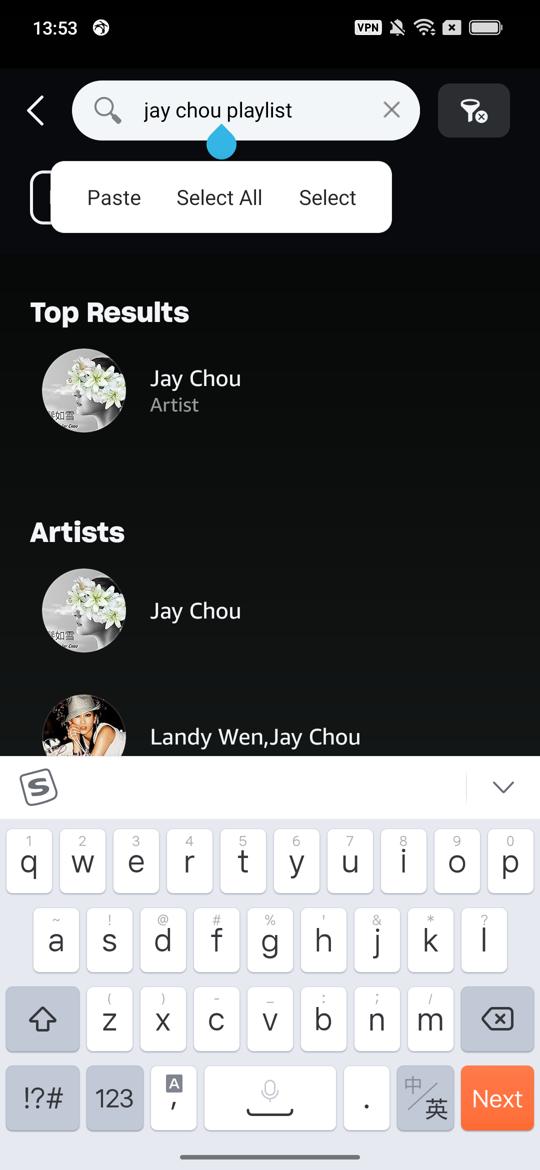 13:53
VPN
jay chou playlist
Paste
Select All
Select
Top Results
Jay Chou
Artist
Artists
Jay Chou
Landy Wen,Jay Chou
S
1 2 3 4 5 6 7 8 9 0
q w e r t y u i o p
~ ! @ # % ' & * ?
a s d f g h j k l
( ) - _ : ; /
z x c v b n m
!?#
123
A
,
.
中/英
Next